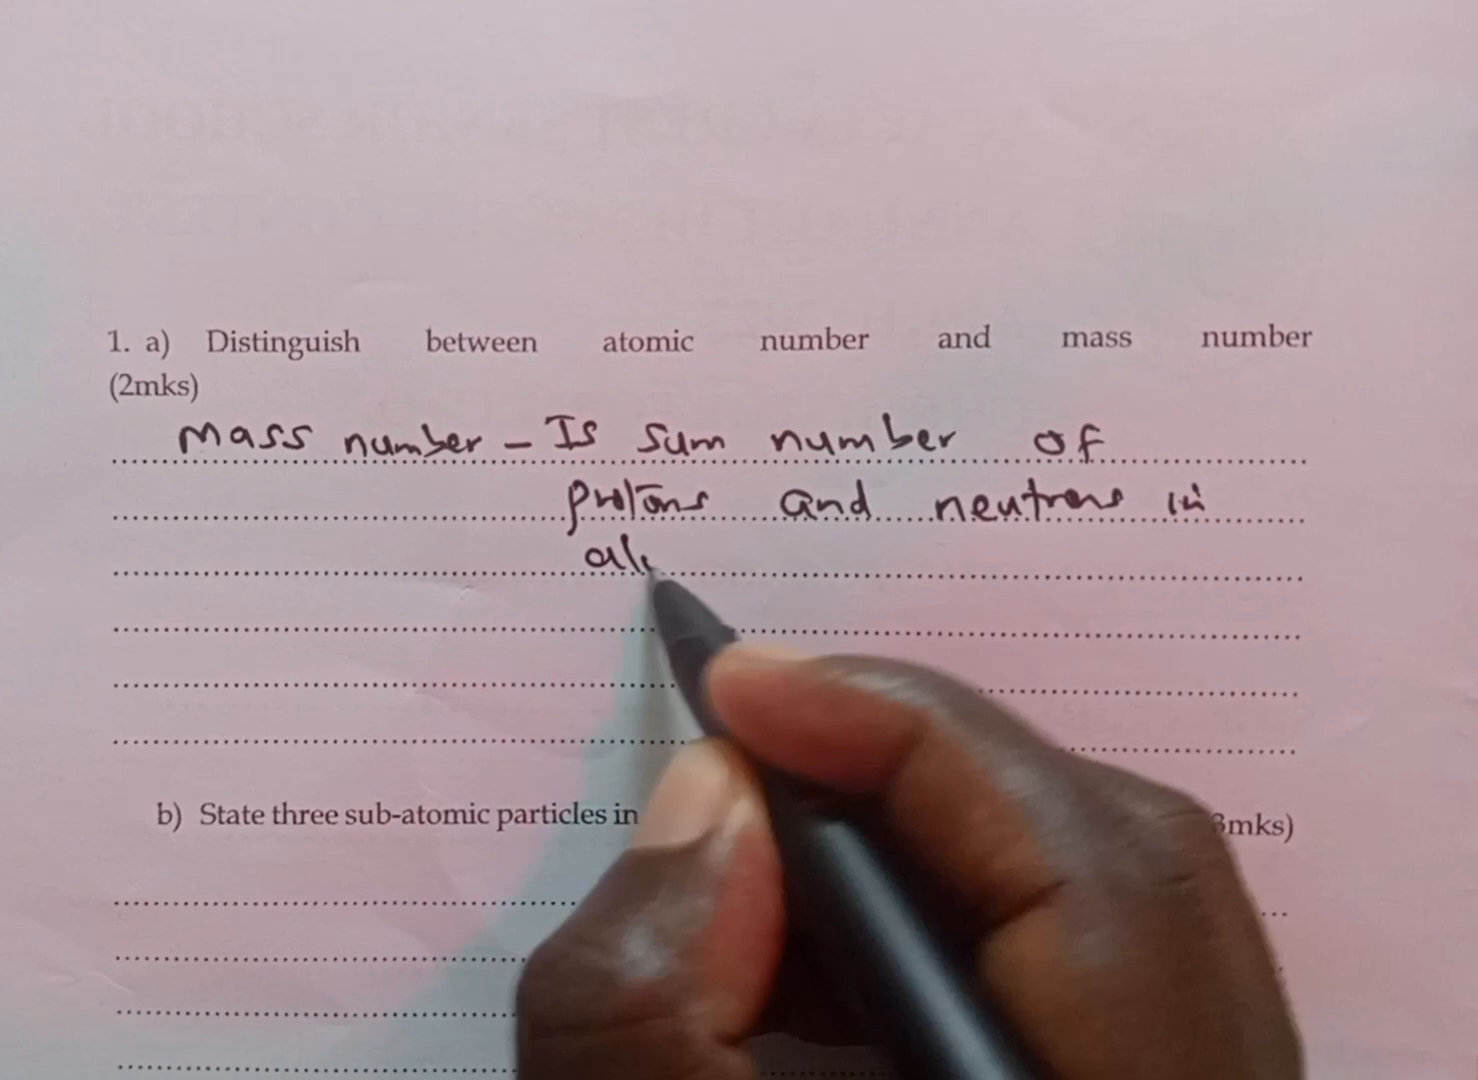 1. a) Distinguish between atomic number and mass number
(2mks)
Mass number - Is sum number of
protons and neutrons in
b) State three sub-atomic particles in
3mks)